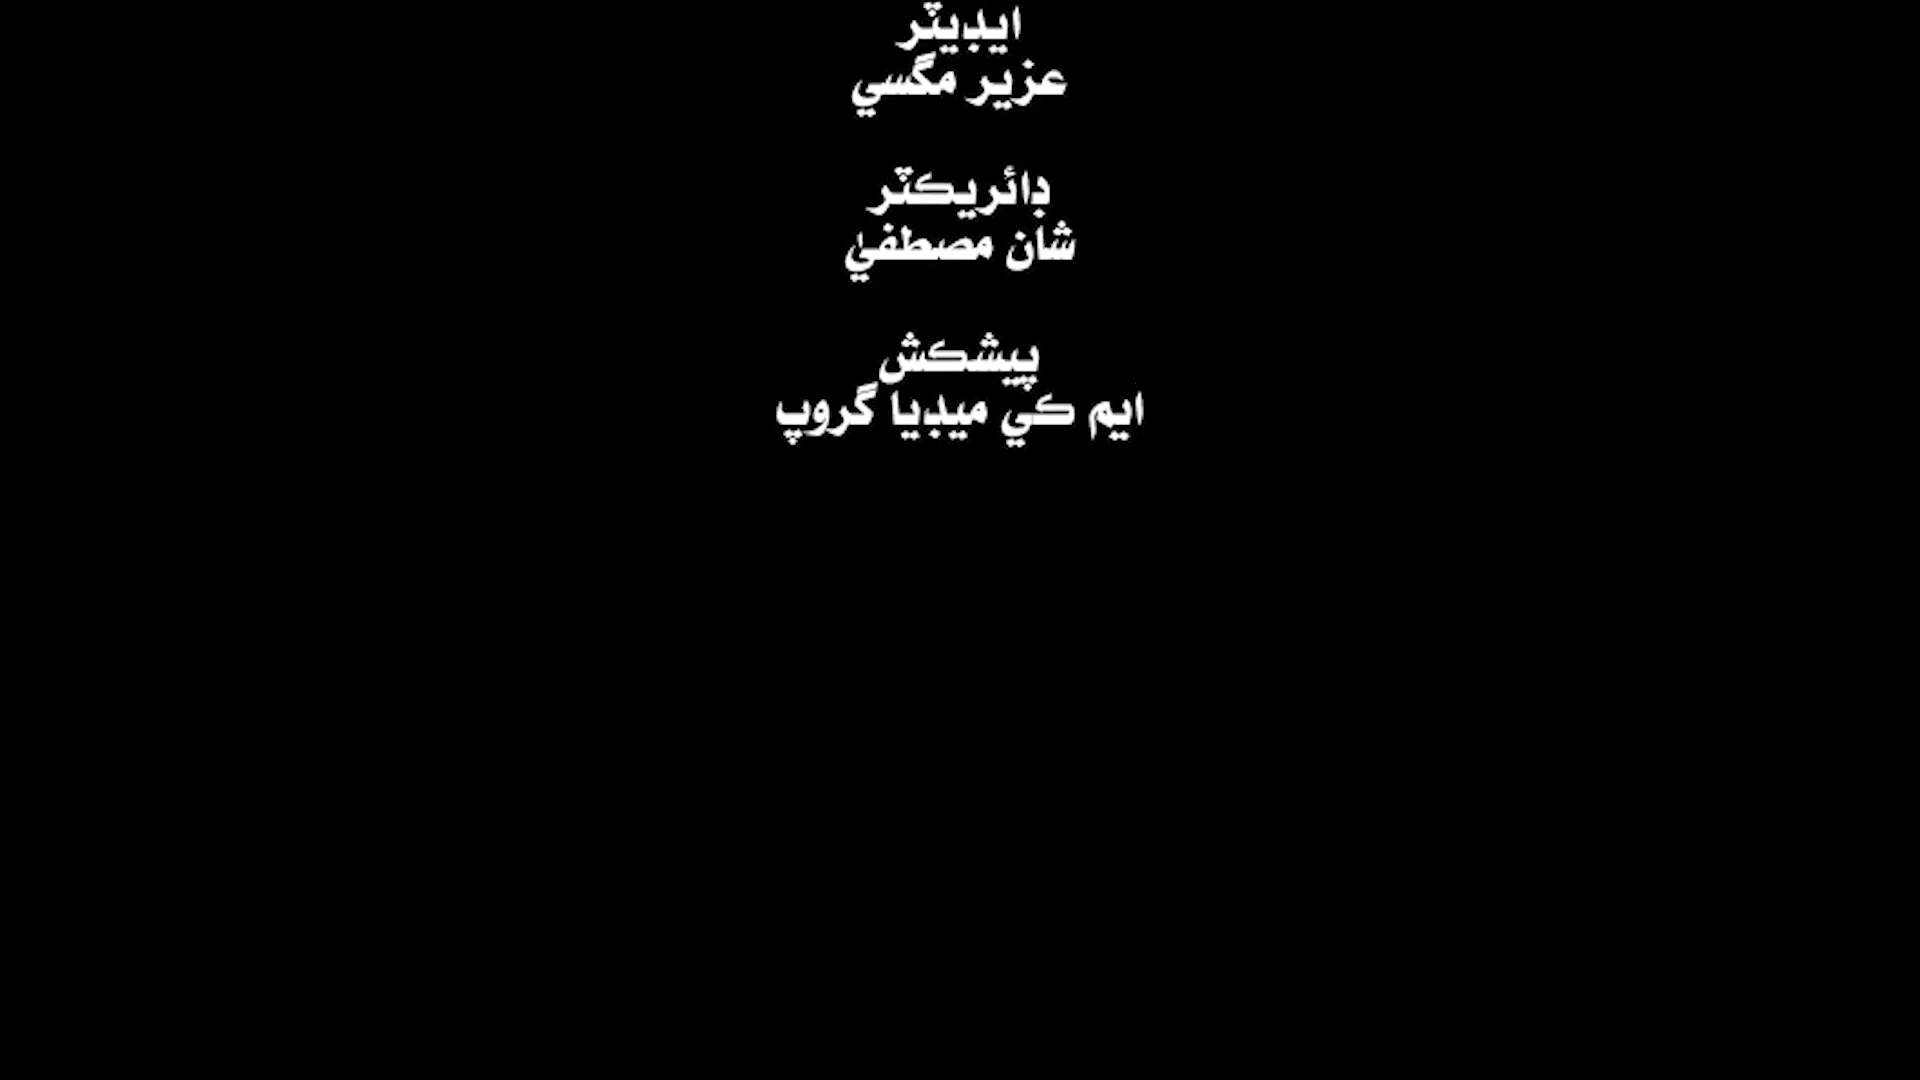 ايڊيٽر
عزير مگسي
ڊائريڪٽر
شان مصطفيٰ
پيشڪش
ايم ڪي ميڊيا گروپ